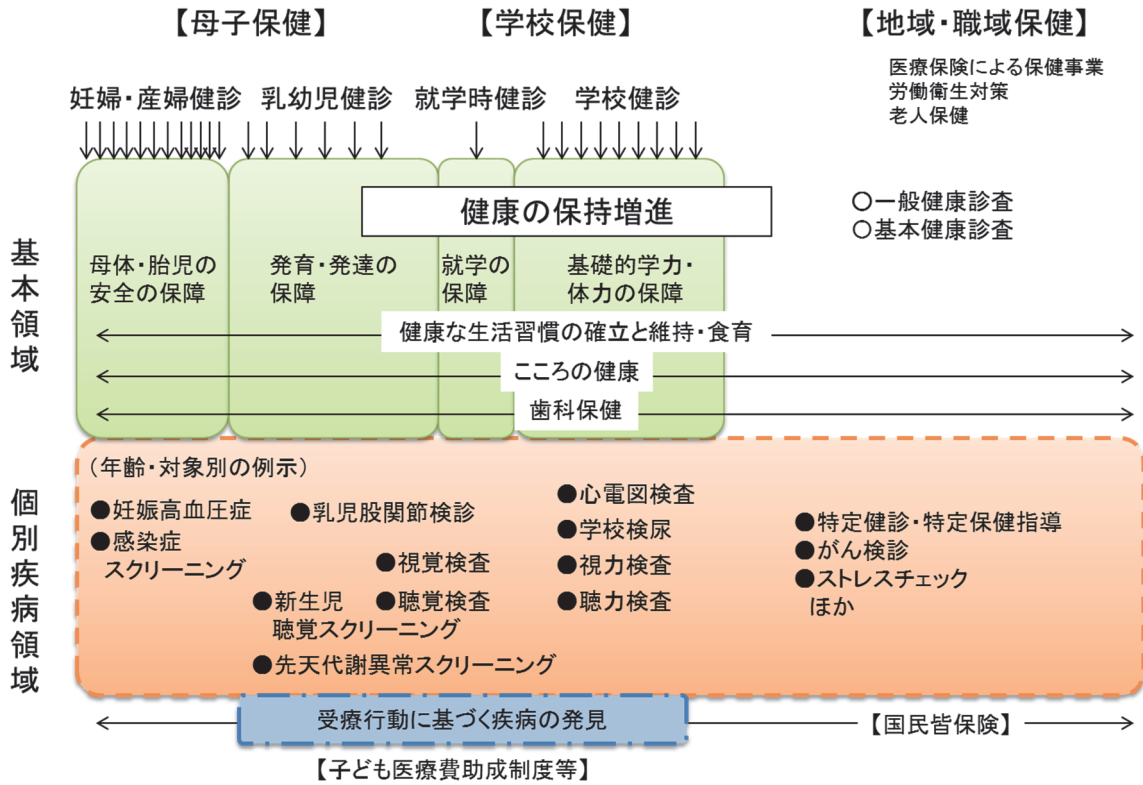 【母子保健】
【学校保健】
【地域・職域保健】
医療保険による保健事業
労働衛生対策
老人保健
妊婦・産婦健診
乳幼児健診
就学時健診
学校健診
健康の保持増進
○一般健康診査
○基本健康診査
基本領域
母体・胎児の
安全の保障
発育・発達の
保障
就学の
保障
基礎的学力・
体力の保障
健康な生活習慣の確立と維持・食育
こころの健康
歯科保健
個別疾病領域
(年齢・対象別の例示)
●妊娠高血圧症
●感染症
スクリーニング
●乳児股関節検診
●視覚検査
●聴覚検査
●新生児
聴覚スクリーニング
●先天代謝異常スクリーニング
●心電図検査
●学校検尿
●視力検査
●聴力検査
●特定健診・特定保健指導
●がん検診
●ストレスチェック
ほか
受療行動に基づく疾病の発見
【国民皆保険】
【子ども医療費助成制度等】